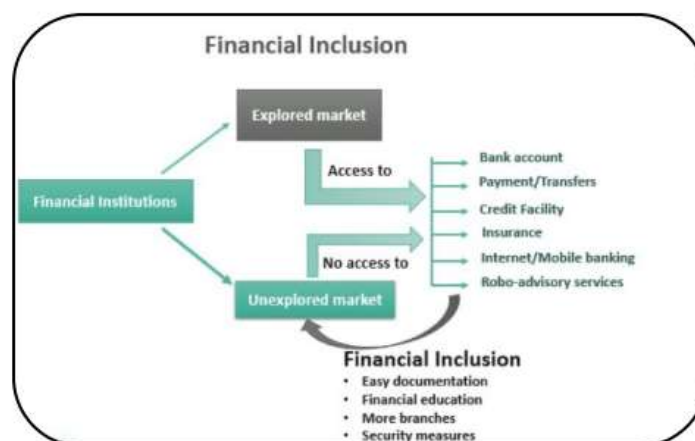 Financial Inclusion
Explored market
Access to
Financial Institutions
No access to
Unexplored market
Bank account
Payment/Transfers
Credit Facility
Insurance
Internet/Mobile banking
Robo-advisory services
Financial Inclusion
• Easy documentation
• Financial education
• More branches
• Security measures